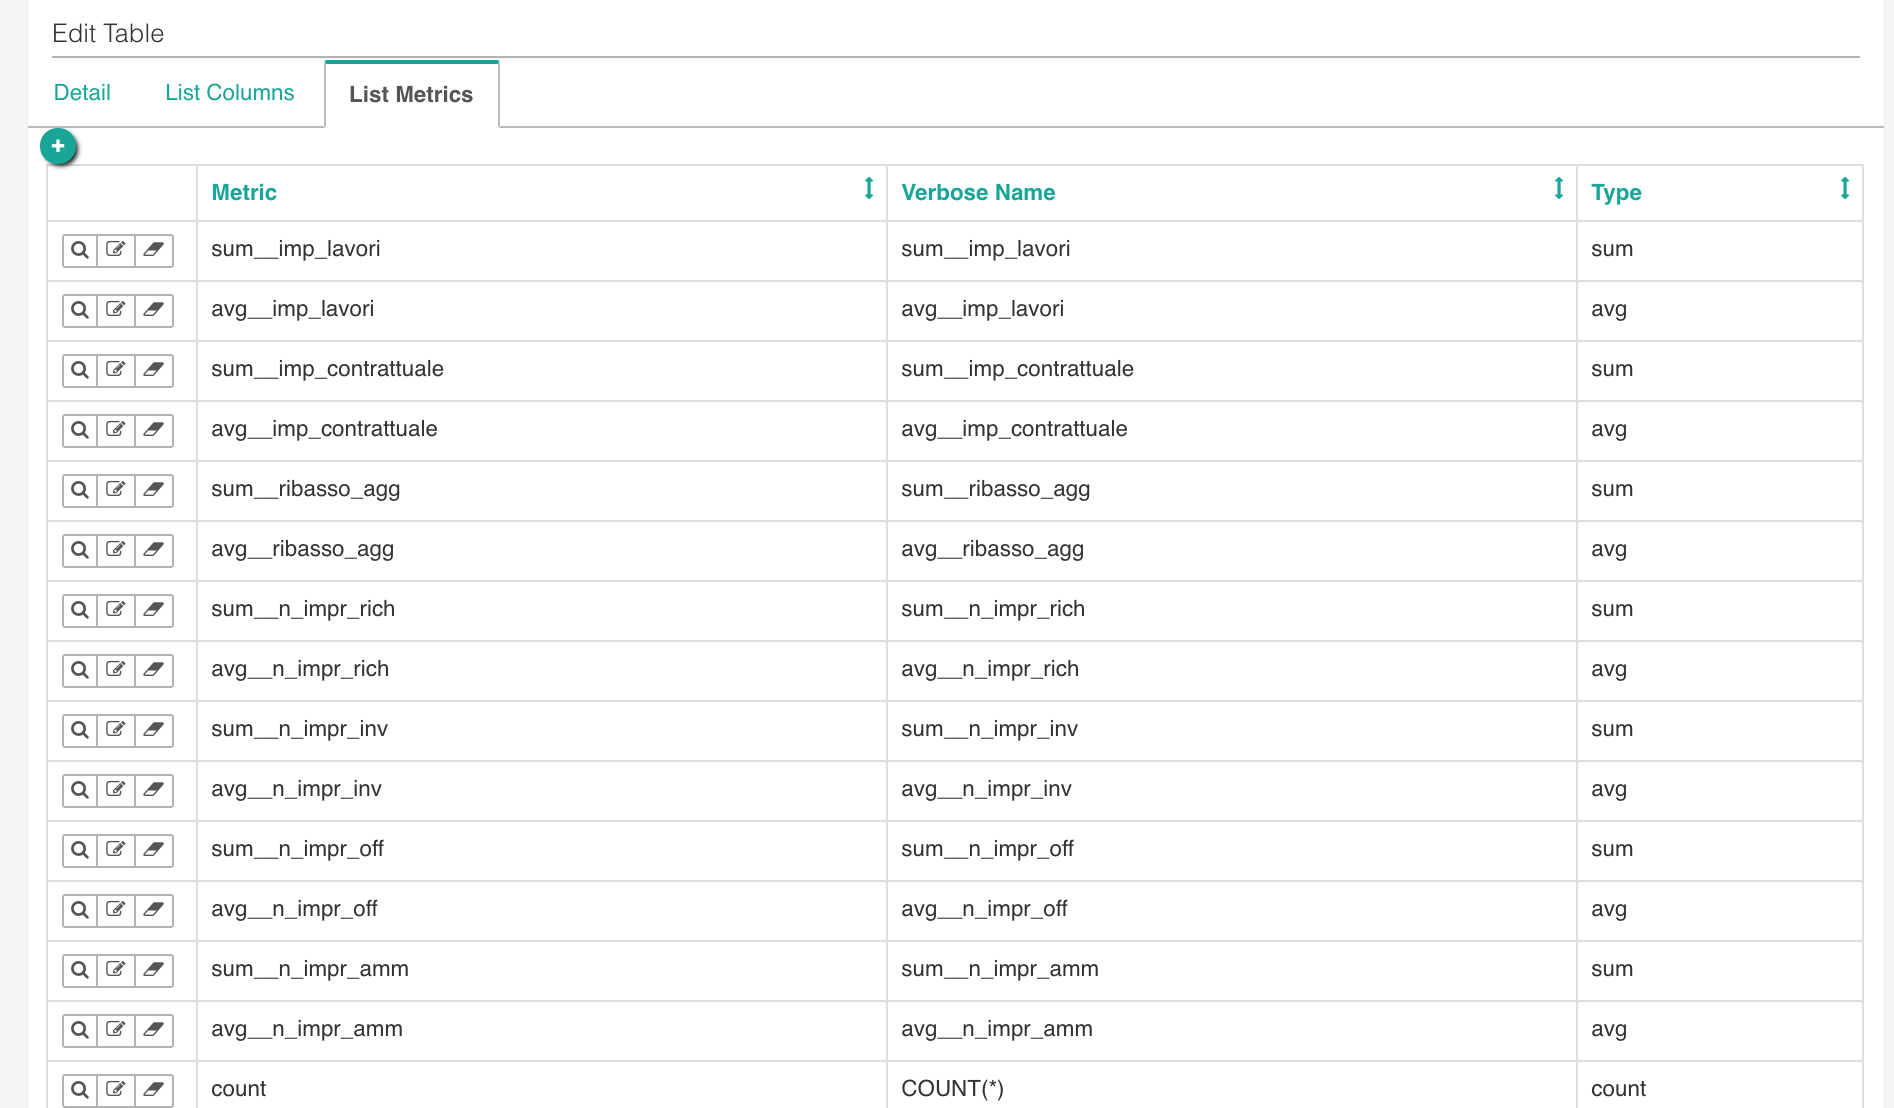 Edit Table
Detail List Columns List Metrics
+
Metric Verbose Name Type
sum__imp_lavori sum__imp_lavori sum
avg__imp_lavori avg__imp_lavori avg
sum__imp_contrattuale sum__imp_contrattuale sum
avg__imp_contrattuale avg__imp_contrattuale avg
sum__ribasso_agg sum__ribasso_agg sum
avg__ribasso_agg avg__ribasso_agg avg
sum__n_impr_rich sum__n_impr_rich sum
avg__n_impr_rich avg__n_impr_rich avg
sum__n_impr_inv sum__n_impr_inv sum
avg__n_impr_inv avg__n_impr_inv avg
sum__n_impr_off sum__n_impr_off sum
avg__n_impr_off avg__n_impr_off avg
sum__n_impr_amm sum__n_impr_amm sum
avg__n_impr_amm avg__n_impr_amm avg
count COUNT(*) count